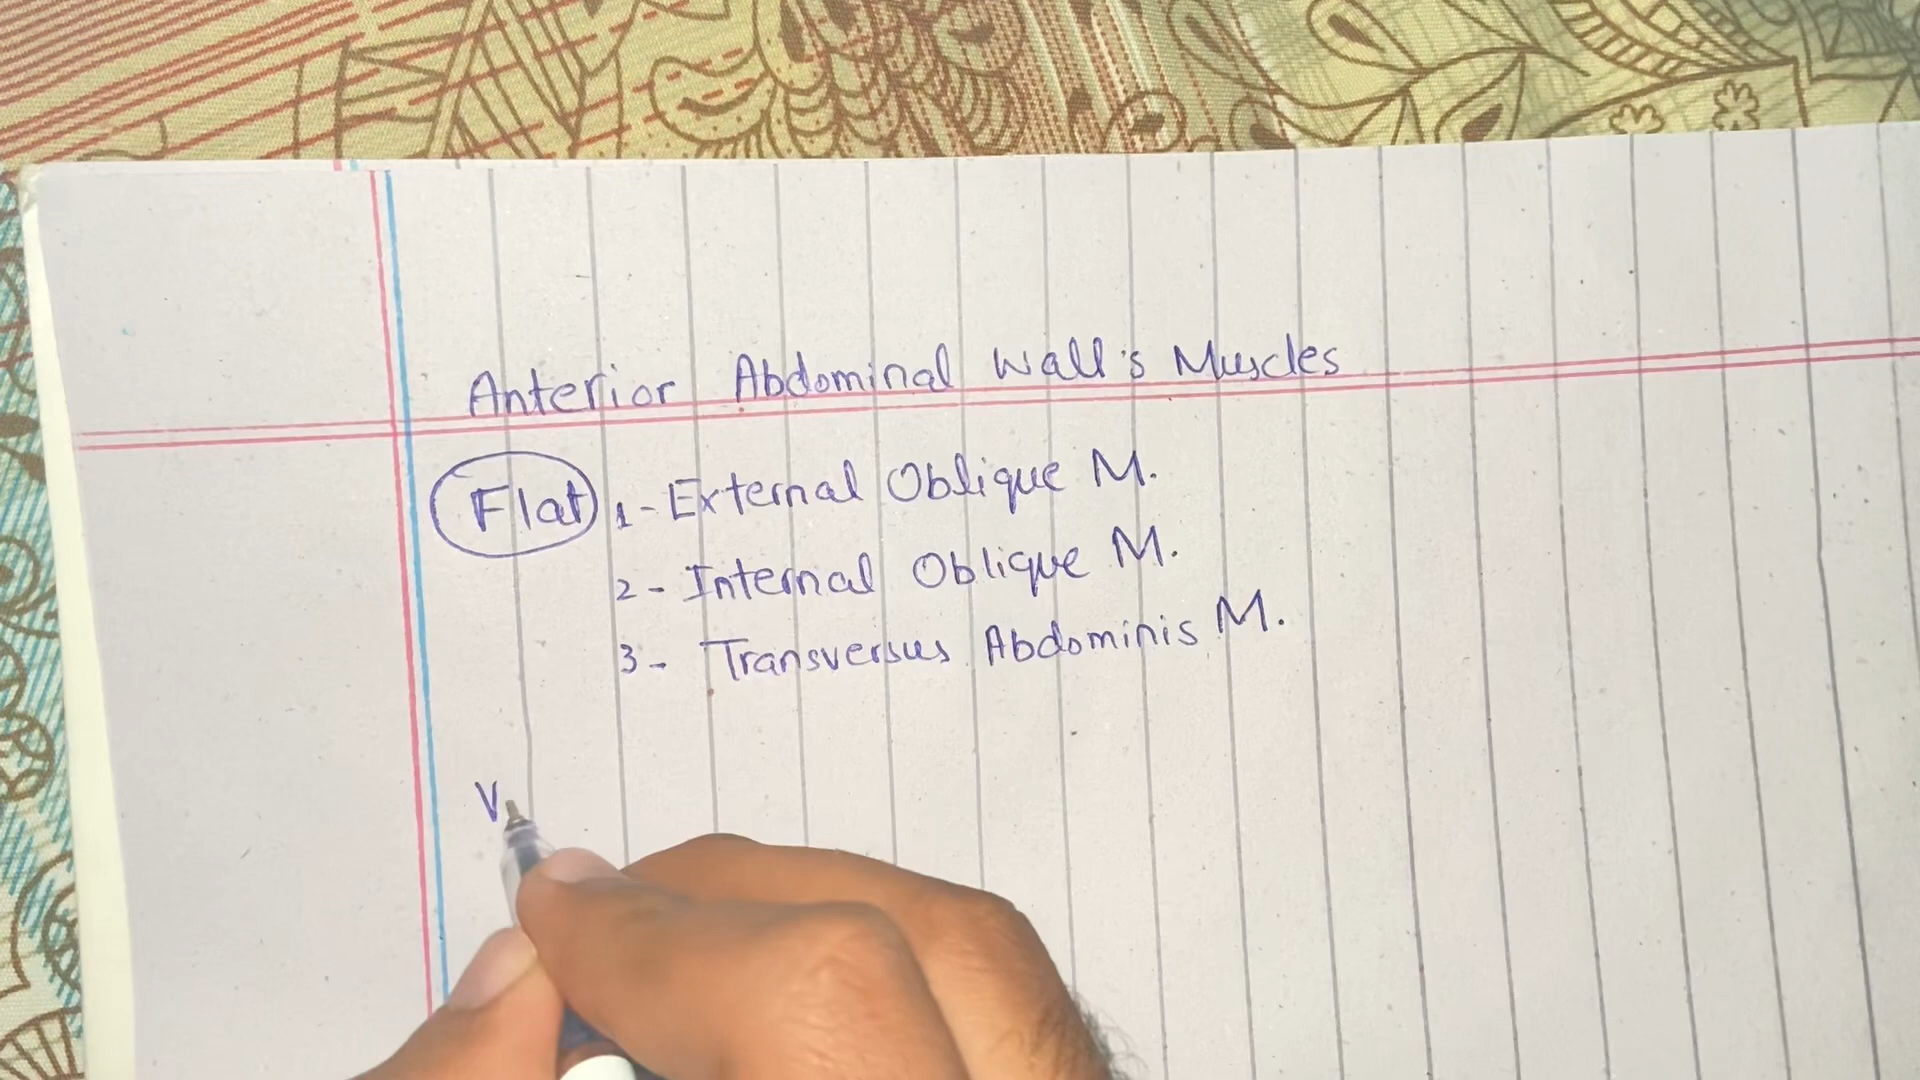 Anterior Abdominal Wall's Muscles
Flat 1- External Oblique M.
2- Internal Oblique M.
3- Transversus Abdominis M.
V